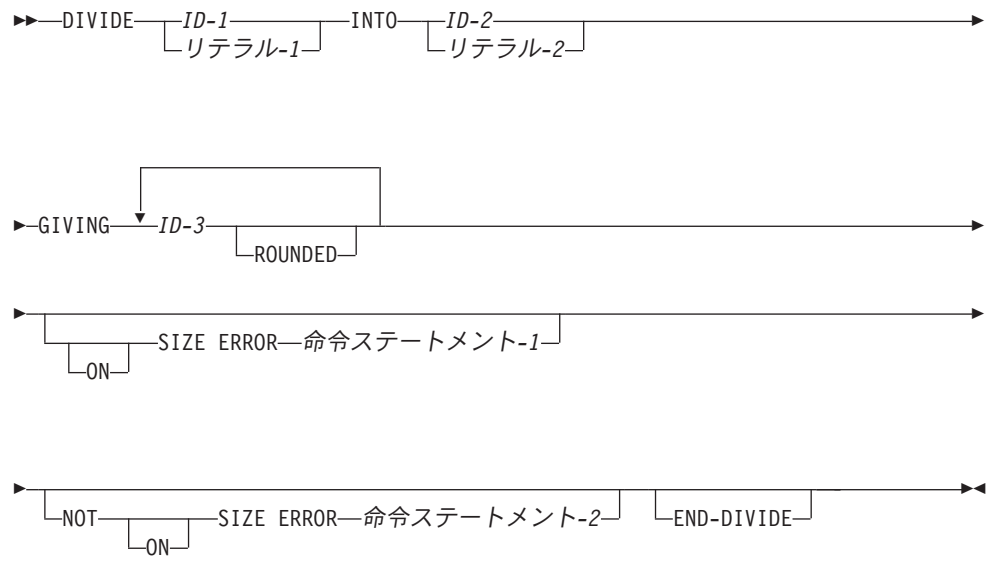 DIVIDE ID-1 INTO ID-2
リテラル-1 リテラル-2
GIVING ID-3
ROUNDED
SIZE ERROR 命令ステートメント-1
ON
NOT SIZE ERROR 命令ステートメント-2 END-DIVIDE
ON